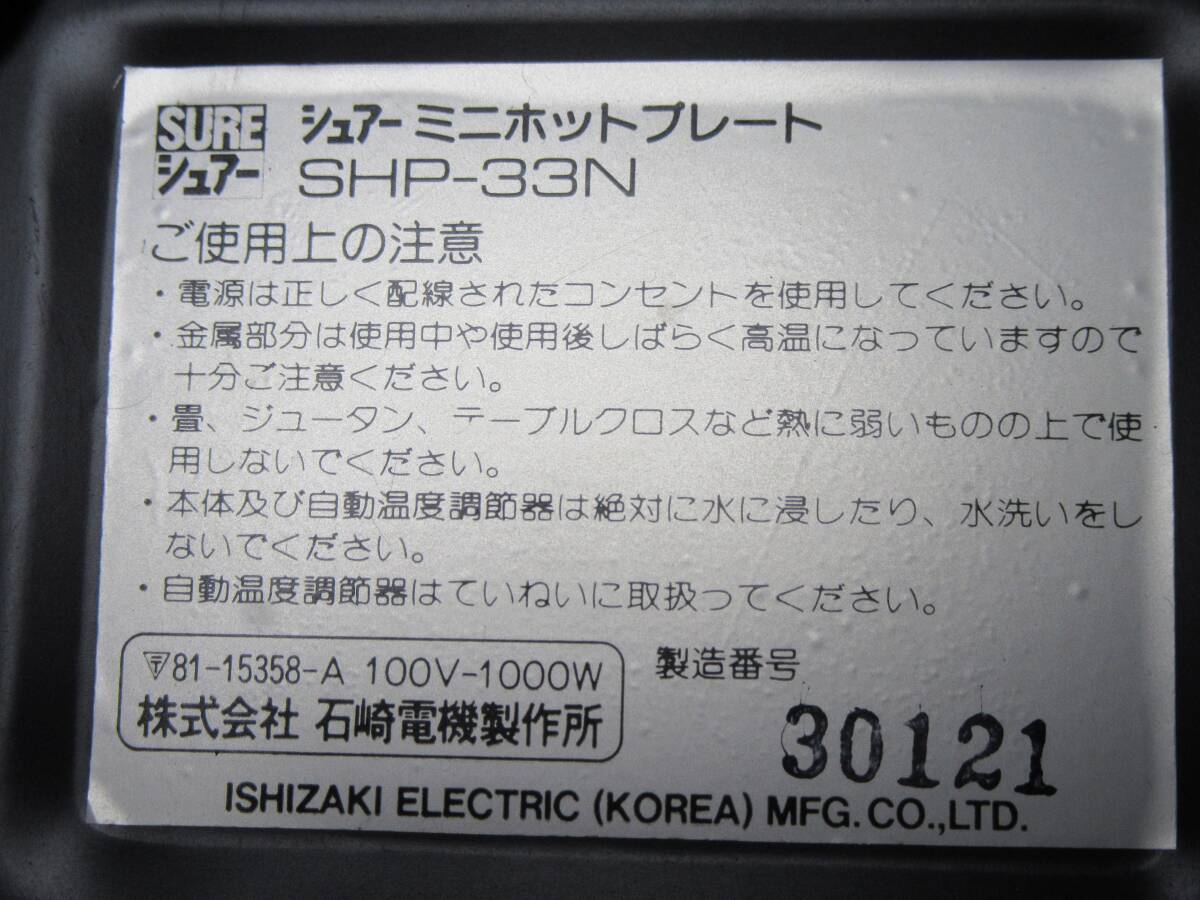 SURE
シュアー
シュアー ミニホットプレート
SHP-33N
ご使用上の注意
・電源は正しく配線されたコンセントを使用してください。
・金属部分は使用中や使用後しばらく高温になっていますので
十分ご注意ください。
・畳、ジュータン、テーブルクロスなど熱に弱いものの上で使
用しないでください。
・本体及び自動温度調節器は絶対に水に浸したり、水洗いをし
ないでください。
・自動温度調節器はていねいに取扱ってください。
〒81-15358-A 100V-1000W
株式会社 石崎電機製作所
製造番号
30121
ISHIZAKI ELECTRIC (KOREA) MFG. CO.,LTD.